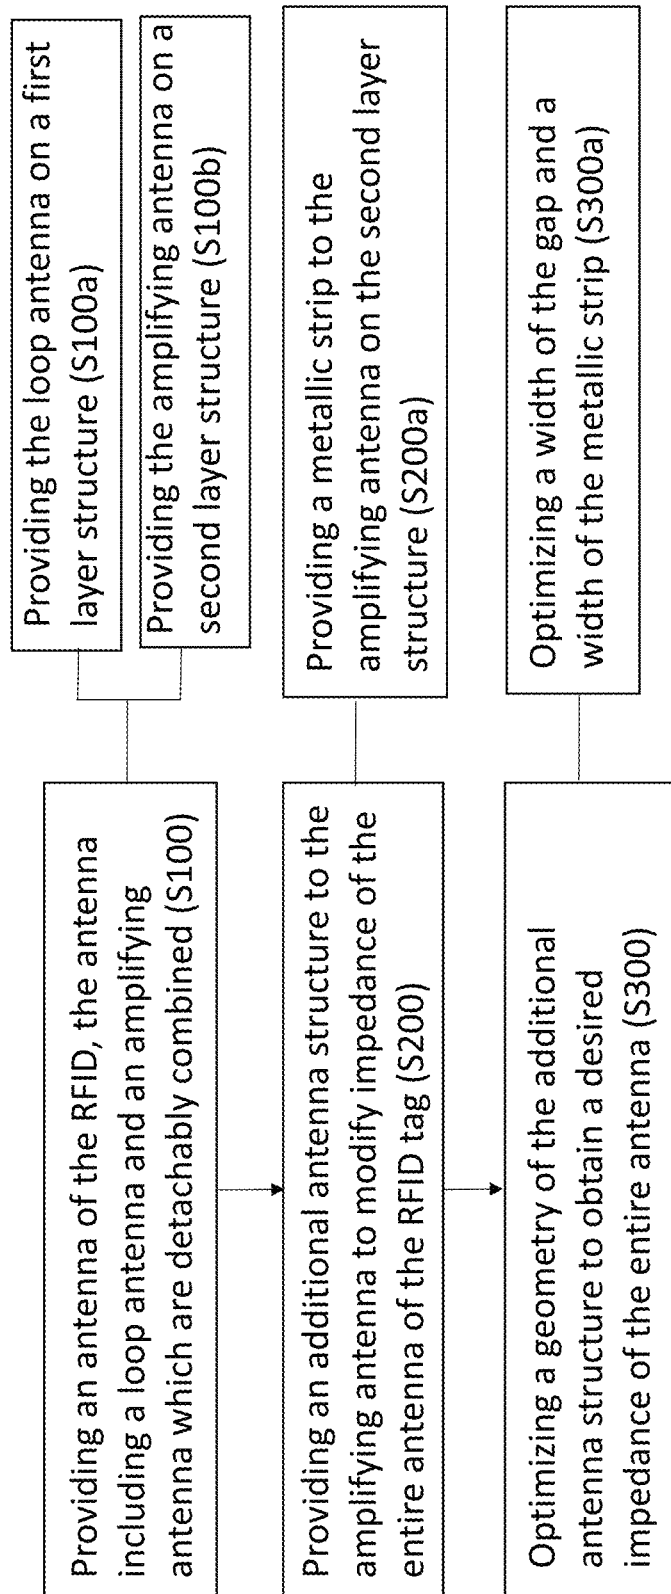 Providing an antenna of the RFID, the antenna
including a loop antenna and an amplifying
antenna which are detachably combined (S100)
Providing the loop antenna on a first
layer structure (S100a)
Providing the amplifying antenna on a
second layer structure (S100b)
Providing an additional antenna structure to the
amplifying antenna to modify impedance of the
entire antenna of the RFID tag (S200)
Providing a metallic strip to the
amplifying antenna on the second layer
structure (S200a)
Optimizing a geometry of the additional
antenna structure to obtain a desired
impedance of the entire antenna (S300)
Optimizing a width of the gap and a
width of the metallic strip (S300a)